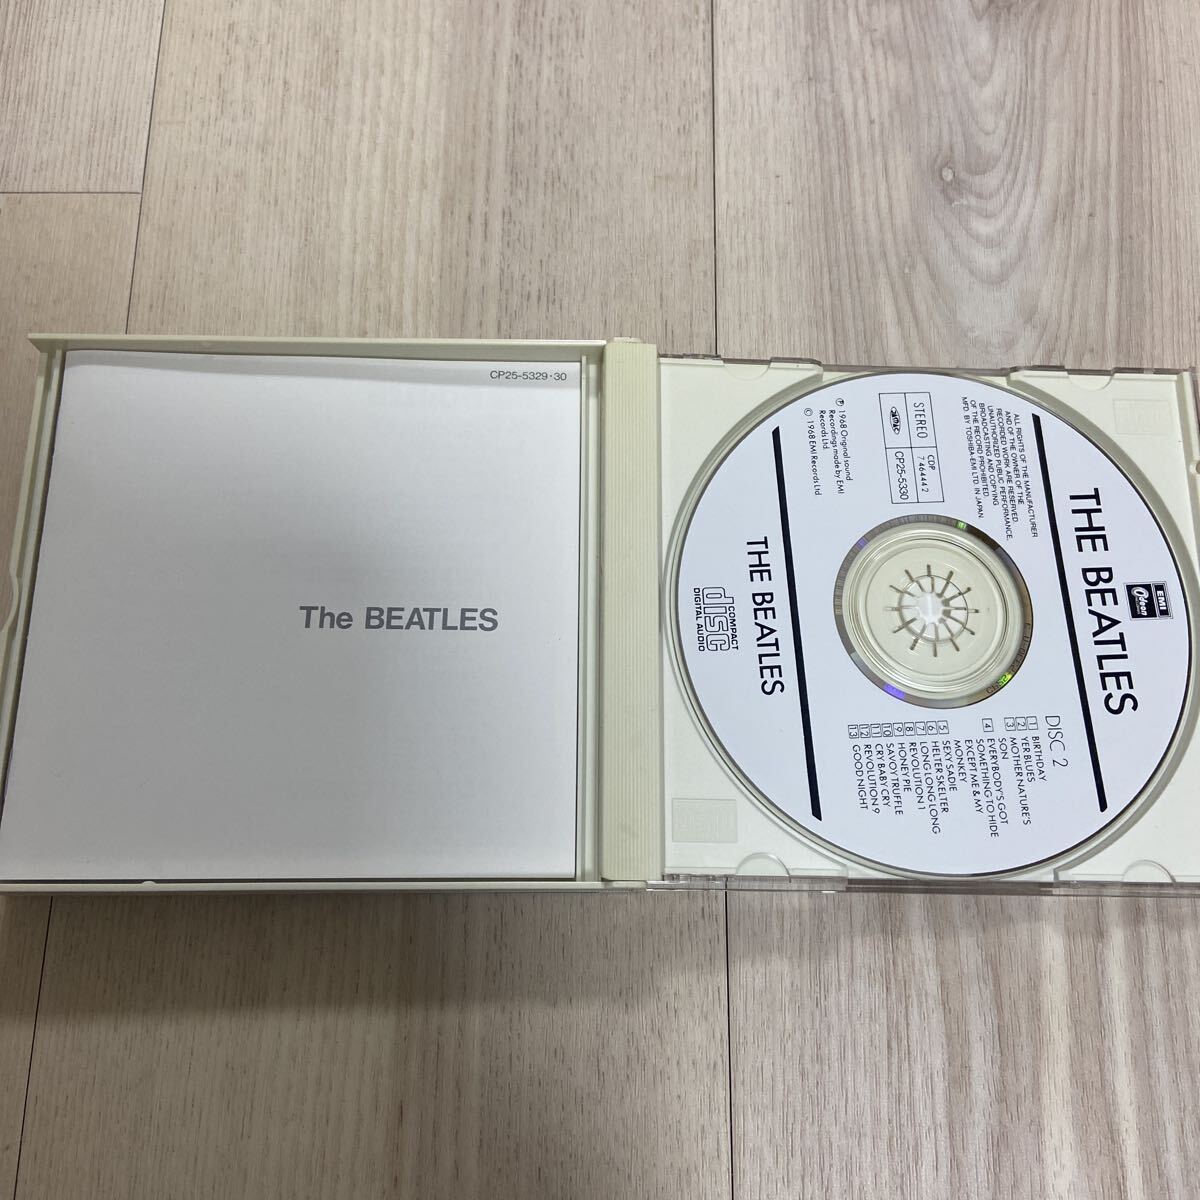 CP25-5329・30
The BEATLES
THE BEATLES
EMI
Odeon
ALL RIGHTS OF THE MANUFACTURER
AND OF THE OWNER OF THE
RECORDED WORK ARE RESERVED.
UNAUTHORIZED PUBLIC PERFORMANCE,
BROADCASTING AND COPYING
OF THE RECORD PROHIBITED.
MFD. BY TOSHIBA-EMI LTD. IN JAPAN.
STEREO
CDP
7 46444 2
CP25-5330
℗ 1968 Original sound
Recordings made by EMI
Records Ltd.
© 1968 EMI Records Ltd.
DISC 2
1 BIRTHDAY
2 YER BLUES
3 MOTHER NATURE'S
SON
4 EVERYBODY'S GOT
SOMETHING TO HIDE
EXCEPT ME & MY
MONKEY
5 SEXY SADIE
6 HELTER SKELTER
7 LONG LONG LONG
8 REVOLUTION 1
9 HONEY PIE
10 SAVOY TRUFFLE
11 CRY BABY CRY
12 REVOLUTION 9
13 GOOD NIGHT
THE BEATLES
COMPACT
disc
DIGITAL AUDIO